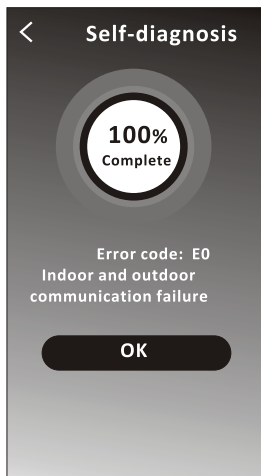 Self-diagnosis
100%
Complete
Error code: E0
Indoor and outdoor
communication failure
OK